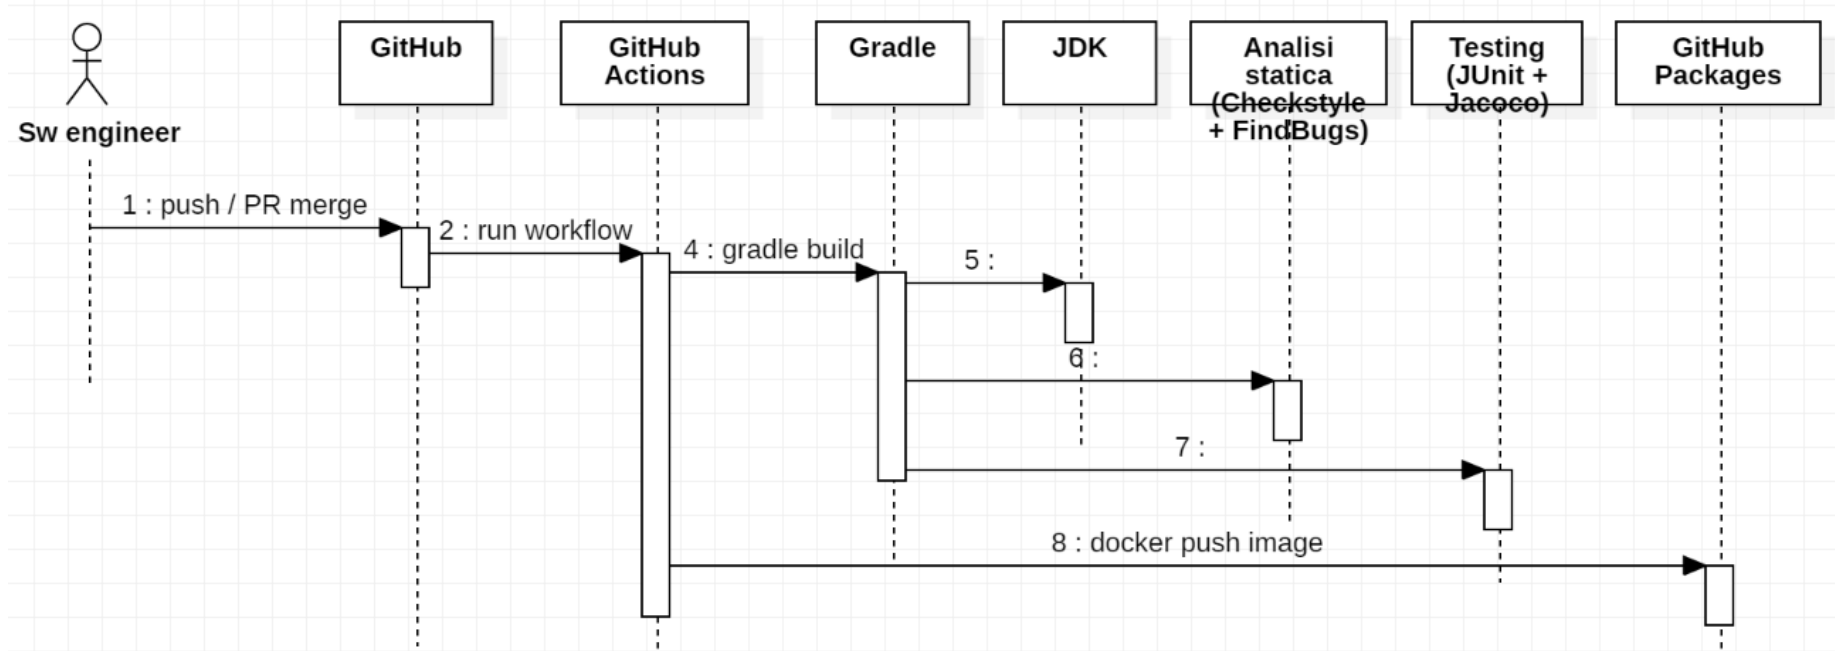 GitHub
GitHub
Actions
Gradle
JDK
Analisi
statica
(Checkstyle
+ FindBugs)
Testing
(JUnit +
Jacoco)
GitHub
Packages
Sw engineer
1 : push / PR merge
2 : run workflow
4 : gradle build
5 :
6 :
7 :
8 : docker push image